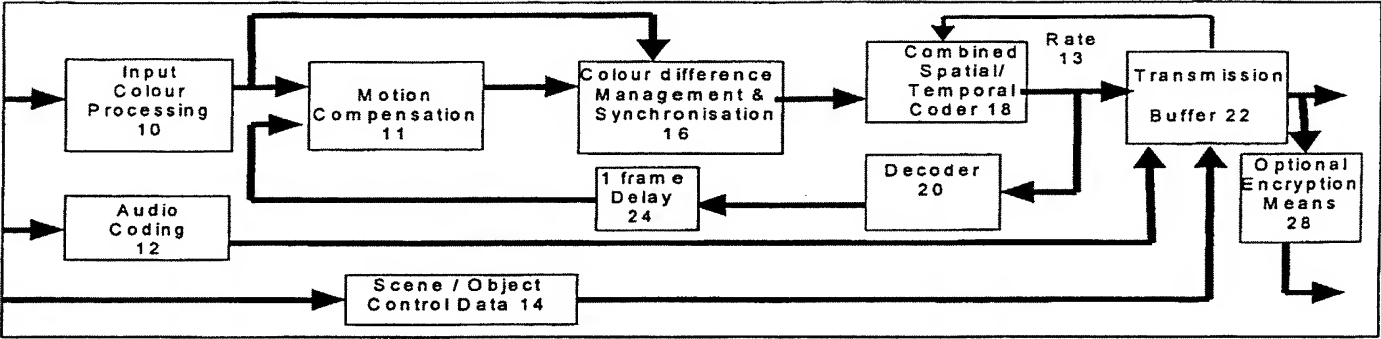 Input
Colour
Processing
10
Motion
Compensation
11
Colour difference
Management &
Synchronisation
16
Combined
Spatial/
Temporal
Coder 18
Rate
13
Transmission
Buffer 22
Optional
Encryption
Means
28
Decoder
20
1 frame
Delay
24
Audio
Coding
12
Scene / Object
Control Data 14